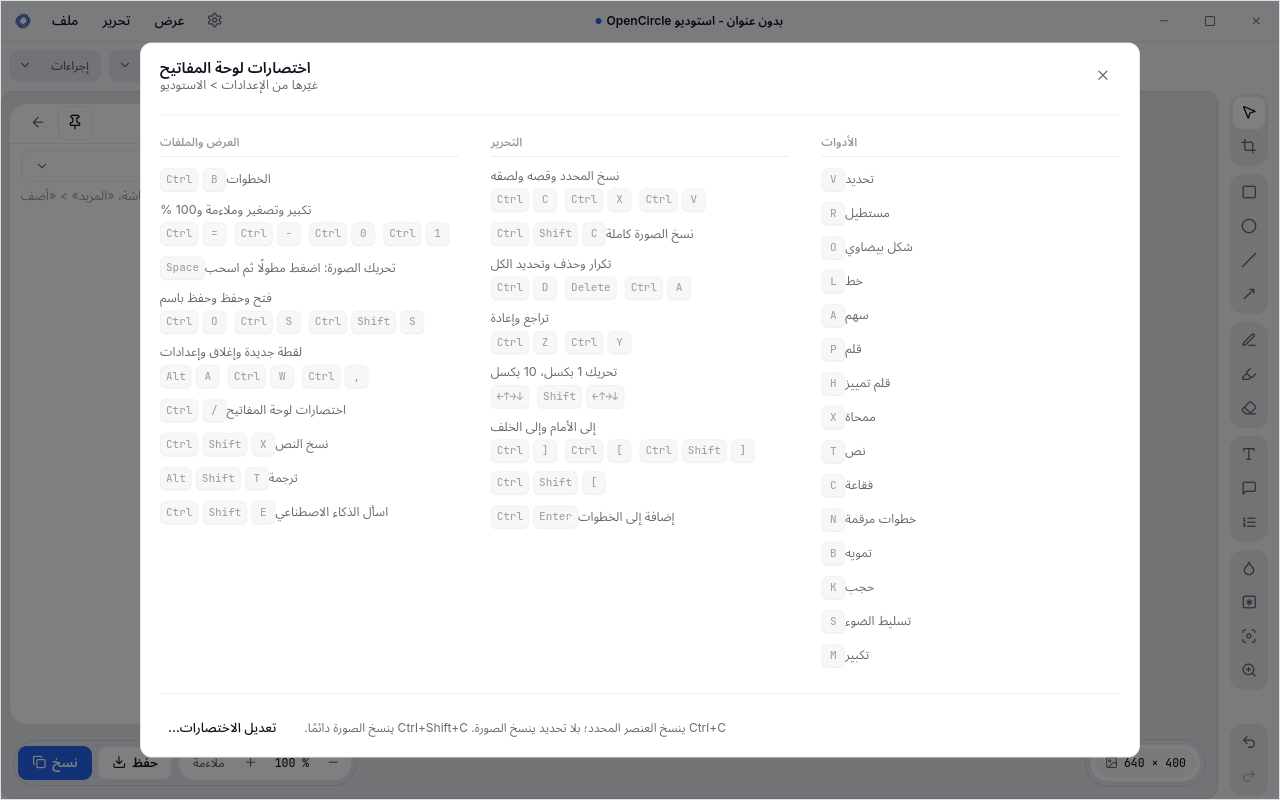 ملف تحرير عرض
بدون عنوان - استوديو OpenCircle
إجراءات
اختصارات لوحة المفاتيح
غيّرها من الإعدادات > الاستوديو
الأدوات
تحديد V
مستطيل R
شكل بيضاوي O
خط L
سهم A
قلم P
قلم تمييز H
ممحاة X
نص T
فقاعة C
خطوات مرقمة N
تمويه B
حجب K
تسليط الضوء S
تكبير M
التحرير
نسخ المحدد وقصه ولصقه
Ctrl C Ctrl X Ctrl V
نسخ الصورة كاملة Ctrl Shift C
تكرار وحذف وتحديد الكل
Ctrl D Delete Ctrl A
تراجع وإعادة
Ctrl Z Ctrl Y
تحريك 1 بكسل، 10 بكسل
←↑→↓ Shift ←↑→↓
إلى الأمام وإلى الخلف
Ctrl ] Ctrl [ Ctrl Shift ]
Ctrl Shift [
إضافة إلى الخطوات Ctrl Enter
العرض والملفات
الخطوات Ctrl B
تكبير وتصغير وملاءمة و100 %
Ctrl = Ctrl - Ctrl 0 Ctrl 1
تحريك الصورة: اضغط مطولًا ثم اسحب Space
فتح وحفظ وحفظ باسم
Ctrl O Ctrl S Ctrl Shift S
لقطة جديدة وإغلاق وإعدادات
Alt A Ctrl W Ctrl ,
اختصارات لوحة المفاتيح Ctrl /
نسخ النص Ctrl Shift X
ترجمة Alt Shift T
اسأل الذكاء الاصطناعي Ctrl Shift E
اشة، «المزيد» > «أضف
Ctrl+C ينسخ العنصر المحدد؛ بلا تحديد ينسخ الصورة. Ctrl+Shift+C ينسخ الصورة دائمًا.
تعديل الاختصارات...
640 × 400
100 %
ملاءمة
حفظ
نسخ